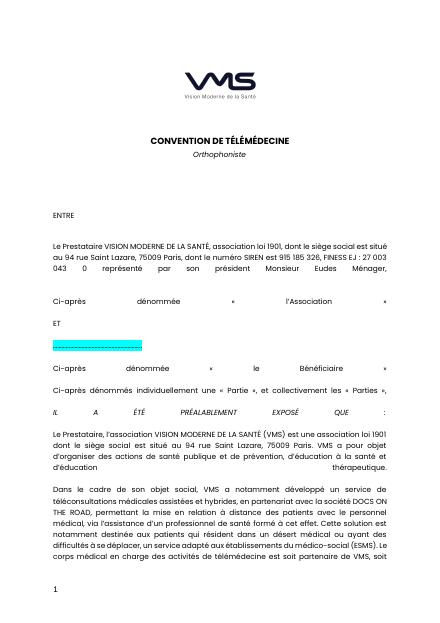 VMS
Vision Moderne de la Santé
CONVENTION DE TÉLÉMÉDECINE
Orthophoniste
ENTRE
Le Prestataire VISION MODERNE DE LA SANTÉ, association loi 1901, dont le siège social est situé
au 94 rue Saint Lazare, 75009 Paris, dont le numéro SIREN est 915 185 326, FINESS EJ : 27 003
043 0 représenté par son président Monsieur Eudes Ménager,
Ci-après dénommée « l'Association »
ET
Ci-après dénommée « le Bénéficiaire »
Ci-après dénommés individuellement une « Partie », et collectivement les « Parties »,
IL A ÉTÉ PRÉALABLEMENT EXPOSÉ QUE :
Le Prestataire, l'association VISION MODERNE DE LA SANTÉ (VMS) est une association loi 1901
dont le siège social est situé au 94 rue Saint Lazare, 75009 Paris. VMS a pour objet
d'organiser des actions de santé publique et de prévention, d'éducation à la santé et
d'éducation thérapeutique.
Dans le cadre de son objet social, VMS a notamment développé un service de
téléconsultations médicales assistées et hybrides, en partenariat avec la société DOCS ON
THE ROAD, permettant la mise en relation à distance des patients avec le personnel
médical, via l'assistance d'un professionnel de santé formé à cet effet. Cette solution est
notamment destinée aux patients qui résident dans un désert médical ou ayant des
difficultés à se déplacer, un service adapté aux établissements du médico-social (ESMS). Le
corps médical en charge des activités de télémédecine est soit partenaire de VMS, soit
1